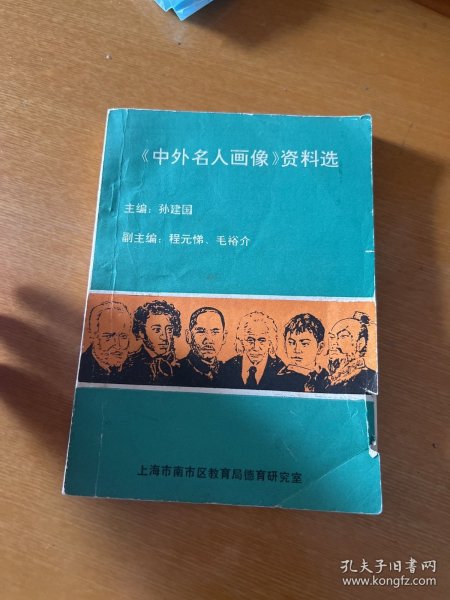 《中外名人画像》资料选
主编：孙建国
副主编：程元悌、毛裕介
上海市南市区教育局德育研究室
孔夫子旧书网
www.kongfz.com